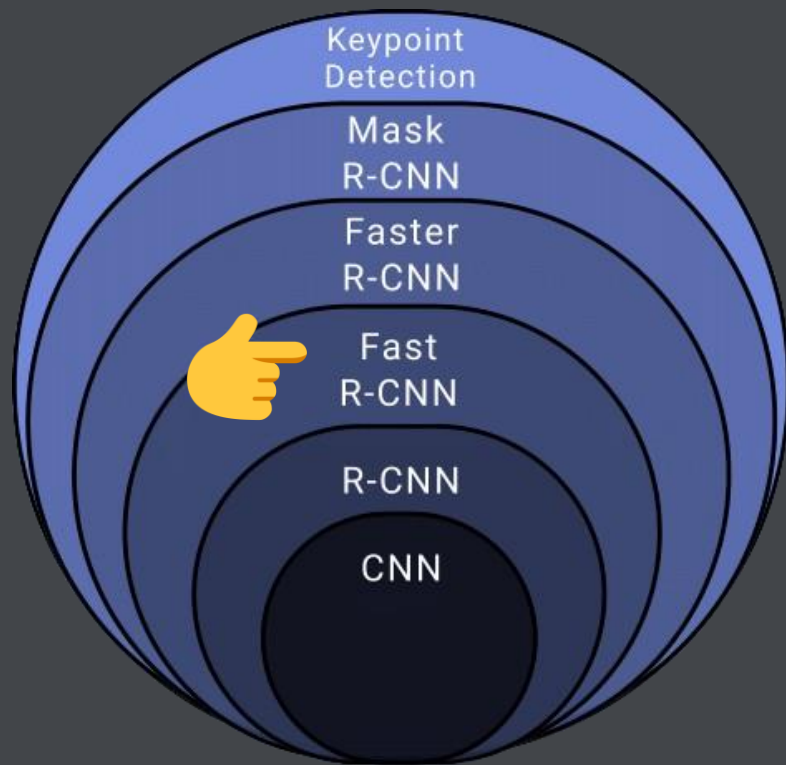 Keypoint
Detection
Mask
R-CNN
Faster
R-CNN
Fast
R-CNN
R-CNN
CNN